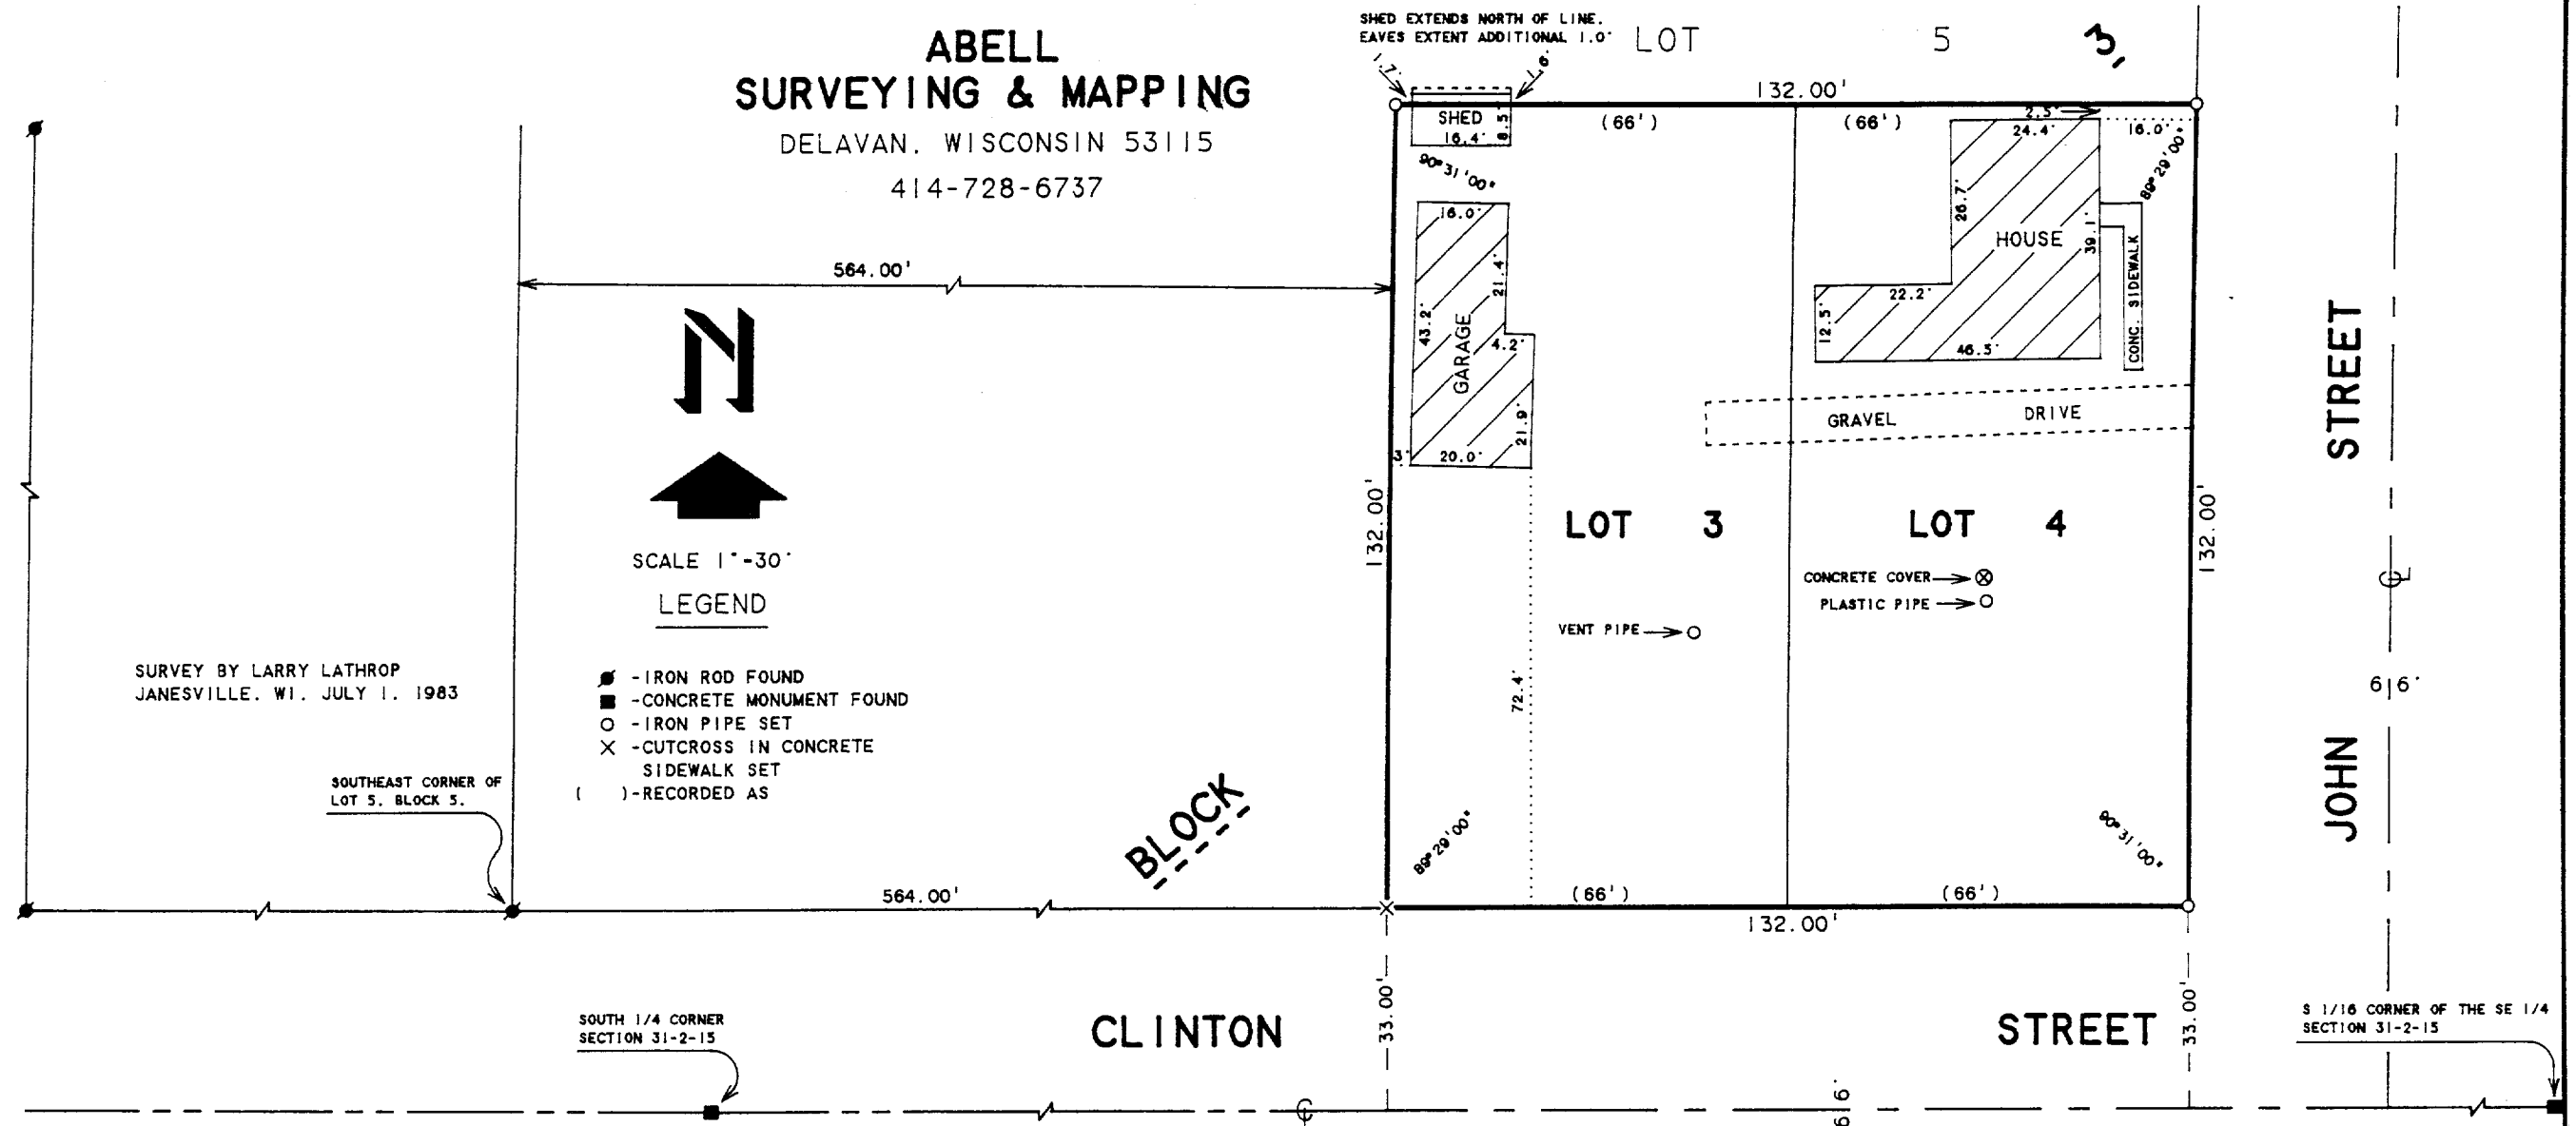 ABELL
SURVEYING & MAPPING
DELAVAN. WISCONSIN 53115
414-728-6737
SHED EXTENDS NORTH OF LINE.
EAVES EXTENT ADDITIONAL 1.0'
1.7'
1.6'
LOT 5
3,
132.00'
SHED
16.4'
8.5'
(66')
(66')
2.5'
24.4'
16.0'
90°31'00"
89°29'00"
16.0'
26.7'
HOUSE
39.1'
CONC. SIDEWALK
564.00'
21.4'
43.2'
GARAGE
4.2'
22.2'
12.5'
46.5'
21.9'
3'
20.0'
GRAVEL DRIVE
N
132.00'
LOT 3
LOT 4
132.00'
STREET
SCALE 1"-30'
LEGEND
CONCRETE COVER
PLASTIC PIPE
VENT PIPE
SURVEY BY LARRY LATHROP
JANESVILLE. WI. JULY 1. 1983
-IRON ROD FOUND
-CONCRETE MONUMENT FOUND
-IRON PIPE SET
-CUTCROSS IN CONCRETE
SIDEWALK SET
( )-RECORDED AS
72.4'
66'
JOHN
SOUTHEAST CORNER OF
LOT 5. BLOCK 5.
BLOCK
89°29'00"
90°31'00"
564.00'
(66')
(66')
132.00'
33.00'
33.00'
SOUTH 1/4 CORNER
SECTION 31-2-15
CLINTON STREET
S 1/16 CORNER OF THE SE 1/4
SECTION 31-2-15
66'